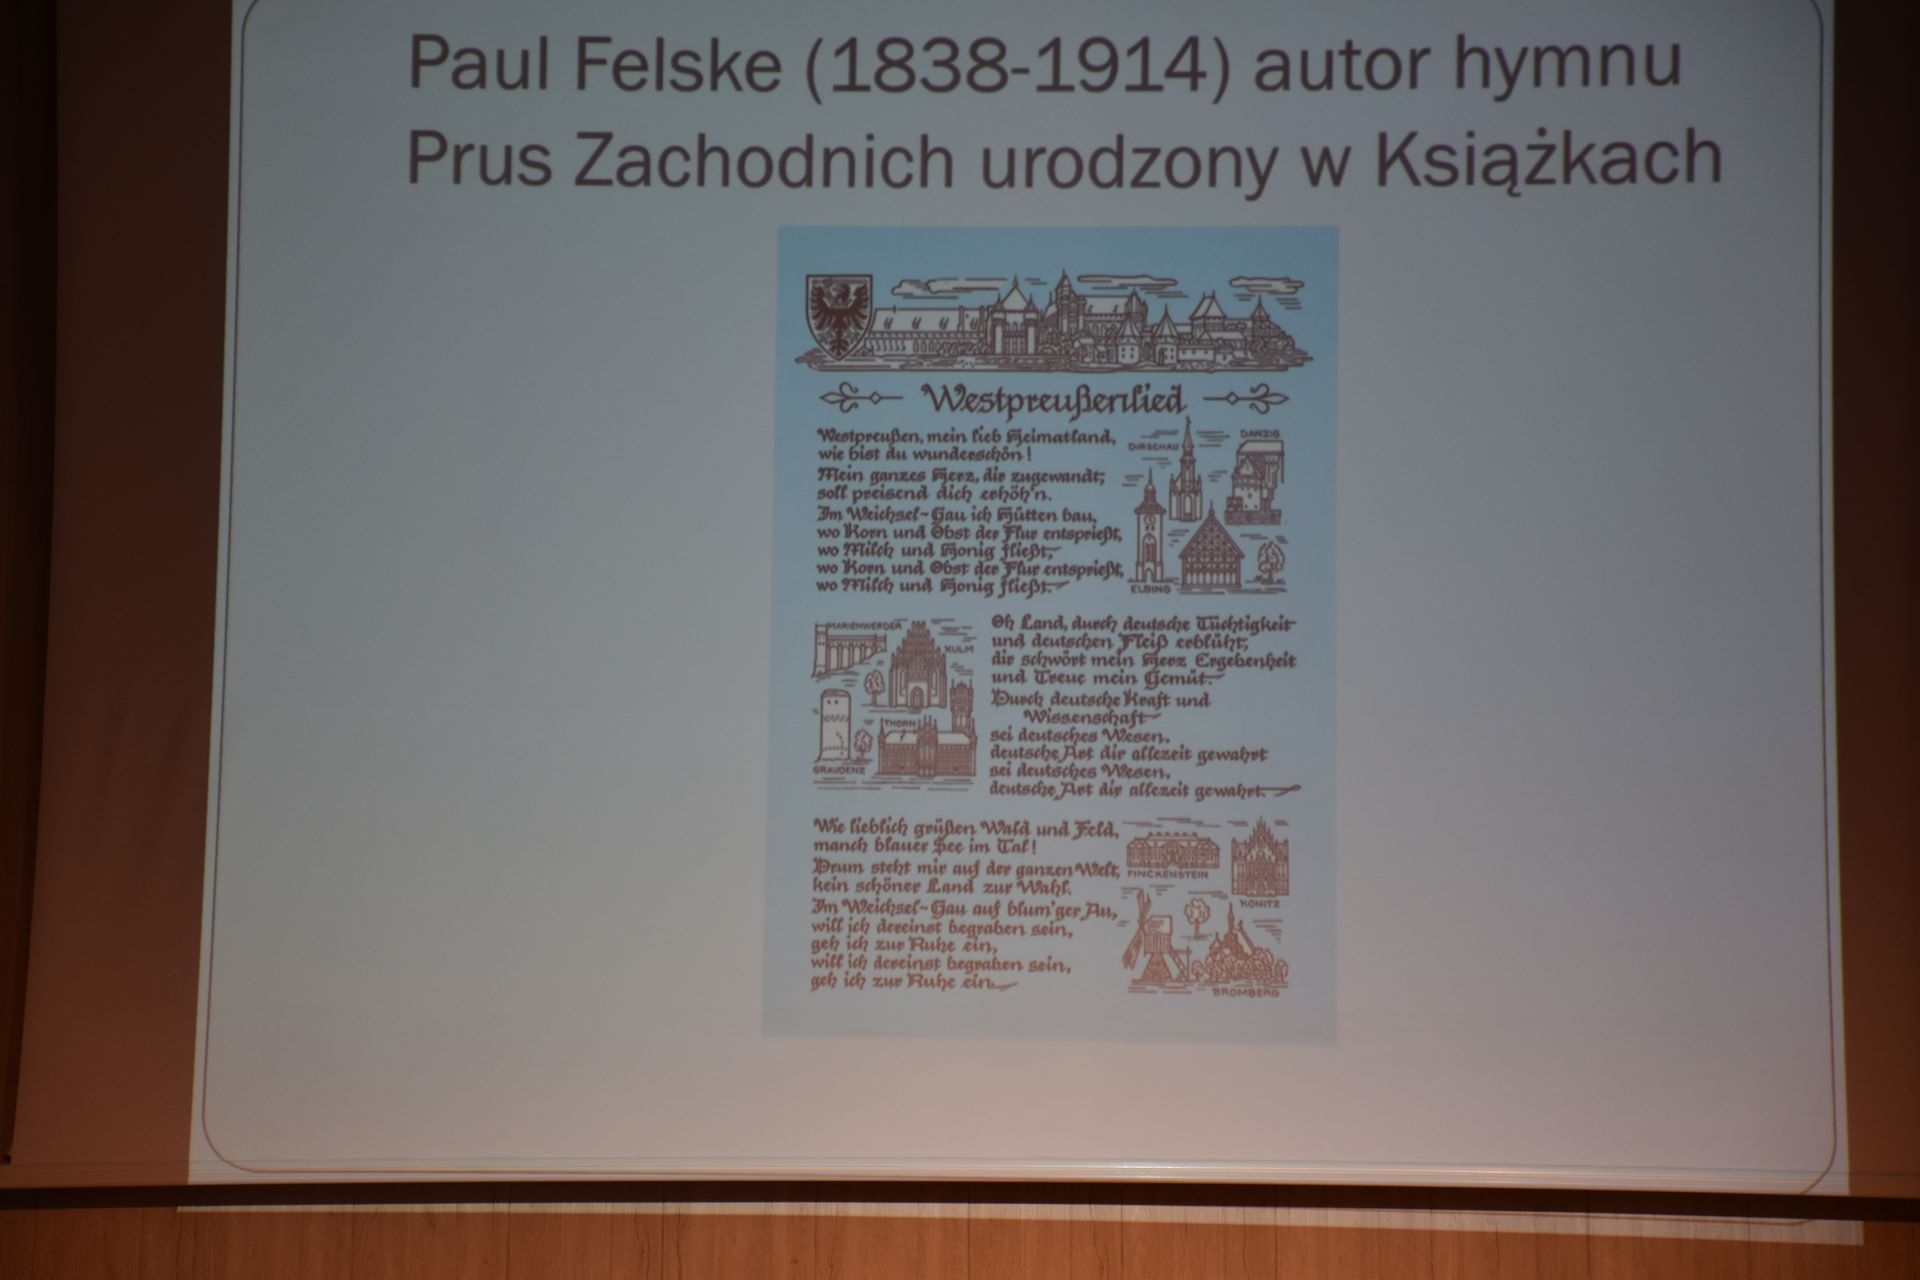 Paul Felske (1838-1914) autor hymnu
Prus Zachodnich urodzony w Książkach
Westpreußenlied
Westpreußen, mein lieb Heimatland,
wie bist du wunderschön!
Mein ganzes Herz, dir zugewandt,
soll preisend dich erhöh'n.
Im Weichsel-Gau ich Hütten bau,
wo Korn und Obst der Flur entsprießt,
wo Milch und Honig fließt,
wo Korn und Obst der Flur entsprießt,
wo Milch und Honig fließt.
DIRSCHAU
DANZIG
ELBING
MARIENWERDER
KULM
THORN
GRAUDENZ
Oh Land, durch deutsche Tüchtigkeit
und deutschen Fleiß erblüht,
dir schwört mein Herz Ergebenheit
und Treue mein Gemüt.
Durch deutsche Kraft und
Wissenschaft
sei deutsches Wesen,
deutsche Art dir allezeit gewahrt
sei deutsches Wesen,
deutsche Art dir allezeit gewahrt.
Wie lieblich grüßen Wald und Feld,
manch blauer See im Tal!
Drum steht mir auf der ganzen Welt,
kein schöner Land zur Wahl.
Im Weichsel-Gau auf blum'ger Au,
will ich dereinst begraben sein,
geh ich zur Ruhe ein,
will ich dereinst begraben sein,
geh ich zur Ruhe ein.
FINCKENSTEIN
KONITZ
BROMBERG